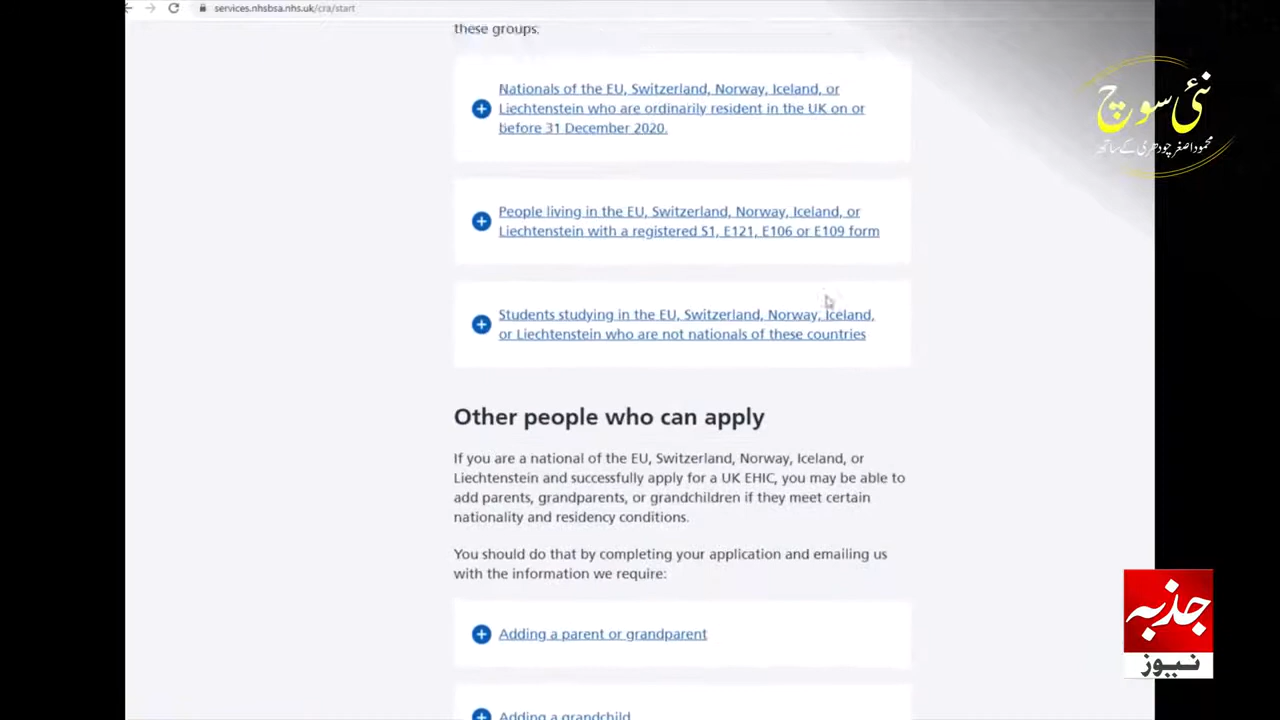 services.nhsbsa.nhs.uk/cra/start
these groups:
Nationals of the EU, Switzerland, Norway, Iceland, or
Liechtenstein who are ordinarily resident in the UK on or
before 31 December 2020.
People living in the EU, Switzerland, Norway, Iceland, or
Liechtenstein with a registered S1, E121, E106 or E109 form
Students studying in the EU, Switzerland, Norway, Iceland,
or Liechtenstein who are not nationals of these countries
Other people who can apply
If you are a national of the EU, Switzerland, Norway, Iceland, or
Liechtenstein and successfully apply for a UK EHIC, you may be able to
add parents, grandparents, or grandchildren if they meet certain
nationality and residency conditions.
You should do that by completing your application and emailing us
with the information we require:
Adding a parent or grandparent
Adding a grandchild
نئی سوچ
محمود اصغر چودھری کے ساتھ
جذبہ
نیوز